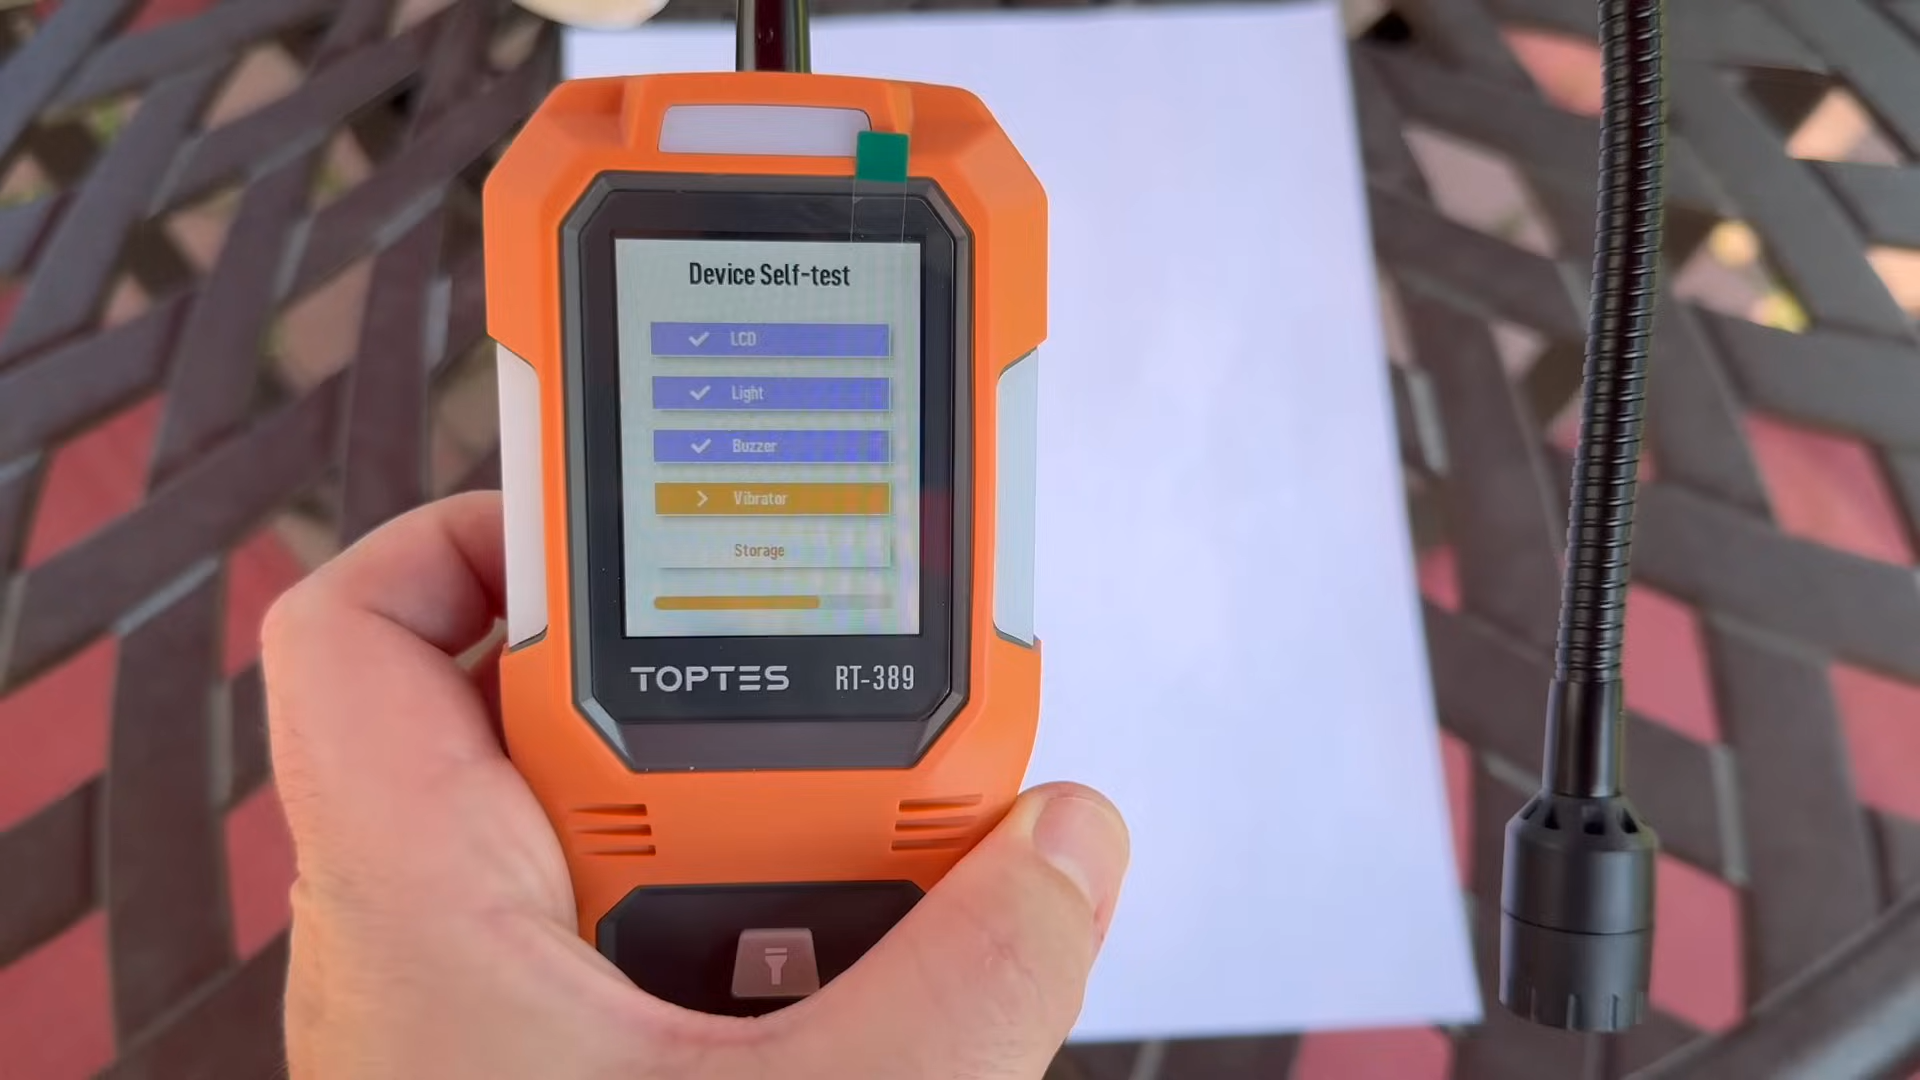 Device Self-test
LCD
Light
Buzzer
Vibrator
Storage
TOPTES RT-389